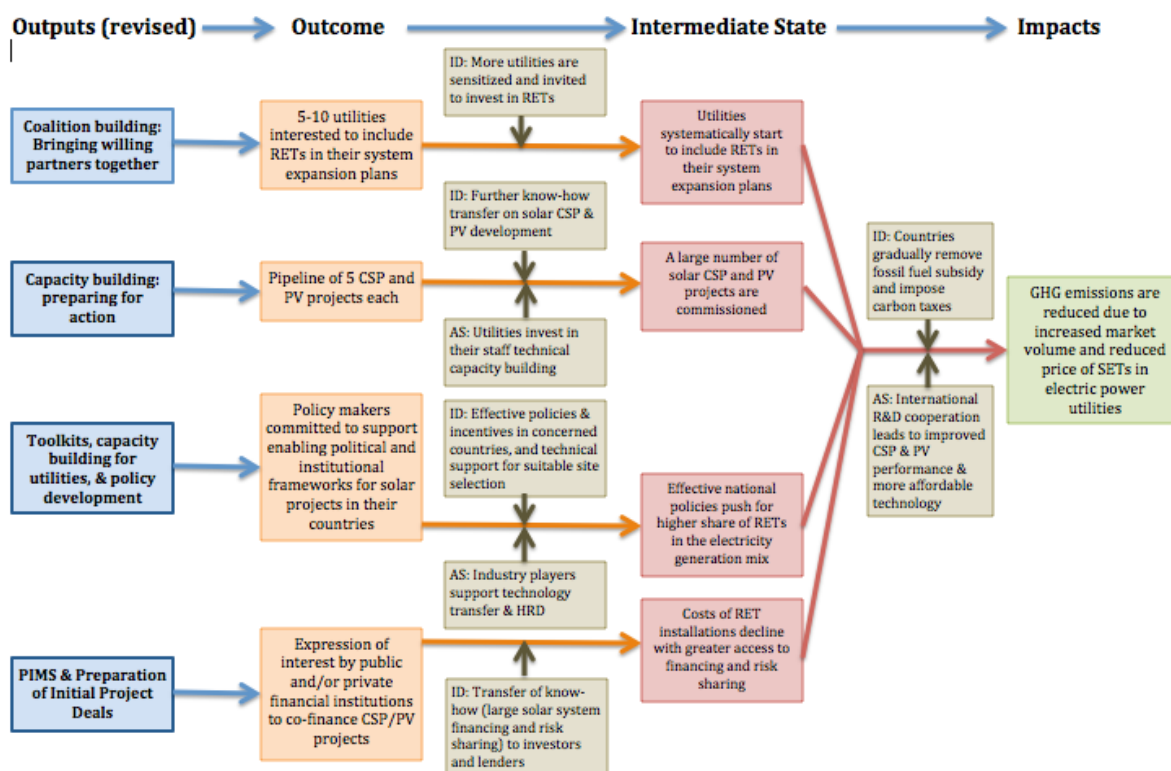 Outputs (revised)
Outcome
Intermediate State
Impacts
ID: More utilities are
sensitized and invited
to invest in RETs
Coalition building:
Bringing willing
partners together
5-10 utilities
interested to include
RETs in their system
expansion plans
Utilities
systematically start
to include RETs in
their system
expansion plans
ID: Further know-how
transfer on solar CSP &
PV development
ID: Countries
gradually remove
fossil fuel subsidy
and impose
carbon taxes
Capacity building:
preparing for
action
Pipeline of 5 CSP and
PV projects each
A large number of
solar CSP and PV
projects are
commissioned
GHG emissions are
reduced due to
increased market
volume and reduced
price of SETs in
electric power
utilities
AS: Utilities invest in
their staff technical
capacity building
AS: International
R&D cooperation
leads to improved
CSP & PV
performance &
more affordable
technology
Toolkits, capacity
building for
utilities, & policy
development
Policy makers
committed to support
enabling political and
institutional
frameworks for solar
projects in their
countries
ID: Effective policies &
incentives in concerned
countries, and technical
support for suitable site
selection
Effective national
policies push for
higher share of RETs
in the electricity
generation mix
AS: Industry players
support technology
transfer & HRD
Costs of RET
installations decline
with greater access to
financing and risk
sharing
PIMS & Preparation
of Initial Project
Deals
Expression of
interest by public
and/or private
financial institutions
to co-finance CSP/PV
projects
ID: Transfer of know-
how (large solar system
financing and risk
sharing) to investors
and lenders